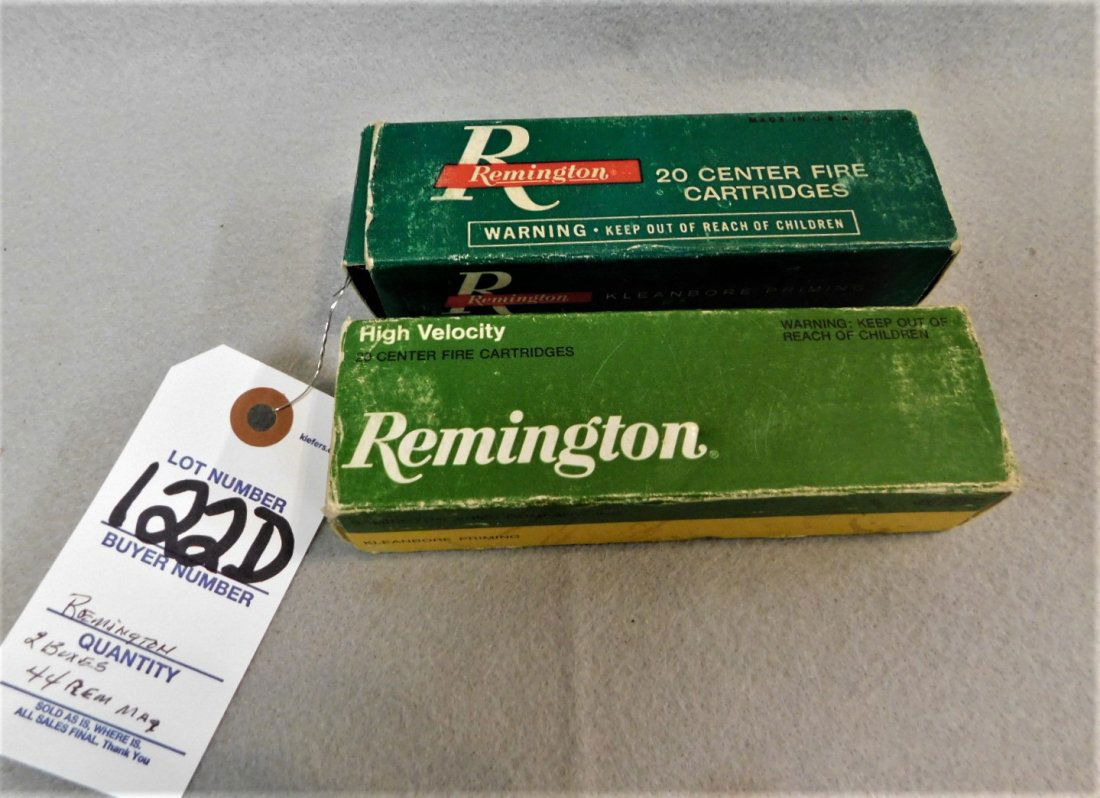 MADE IN U.S.A.
R
Remington
20 CENTER FIRE
CARTRIDGES
WARNING • KEEP OUT OF REACH OF CHILDREN
R
Remington
KLEANBORE PRIMING
High Velocity
20 CENTER FIRE CARTRIDGES
WARNING: KEEP OUT OF
REACH OF CHILDREN
Remington®
KLEANBORE PRIMING
LOT NUMBER
122D
BUYER NUMBER
REMINGTON
QUANTITY
2 BOXES
44 REM MAG
SOLD AS IS, WHERE IS.
ALL SALES FINAL. Thank You